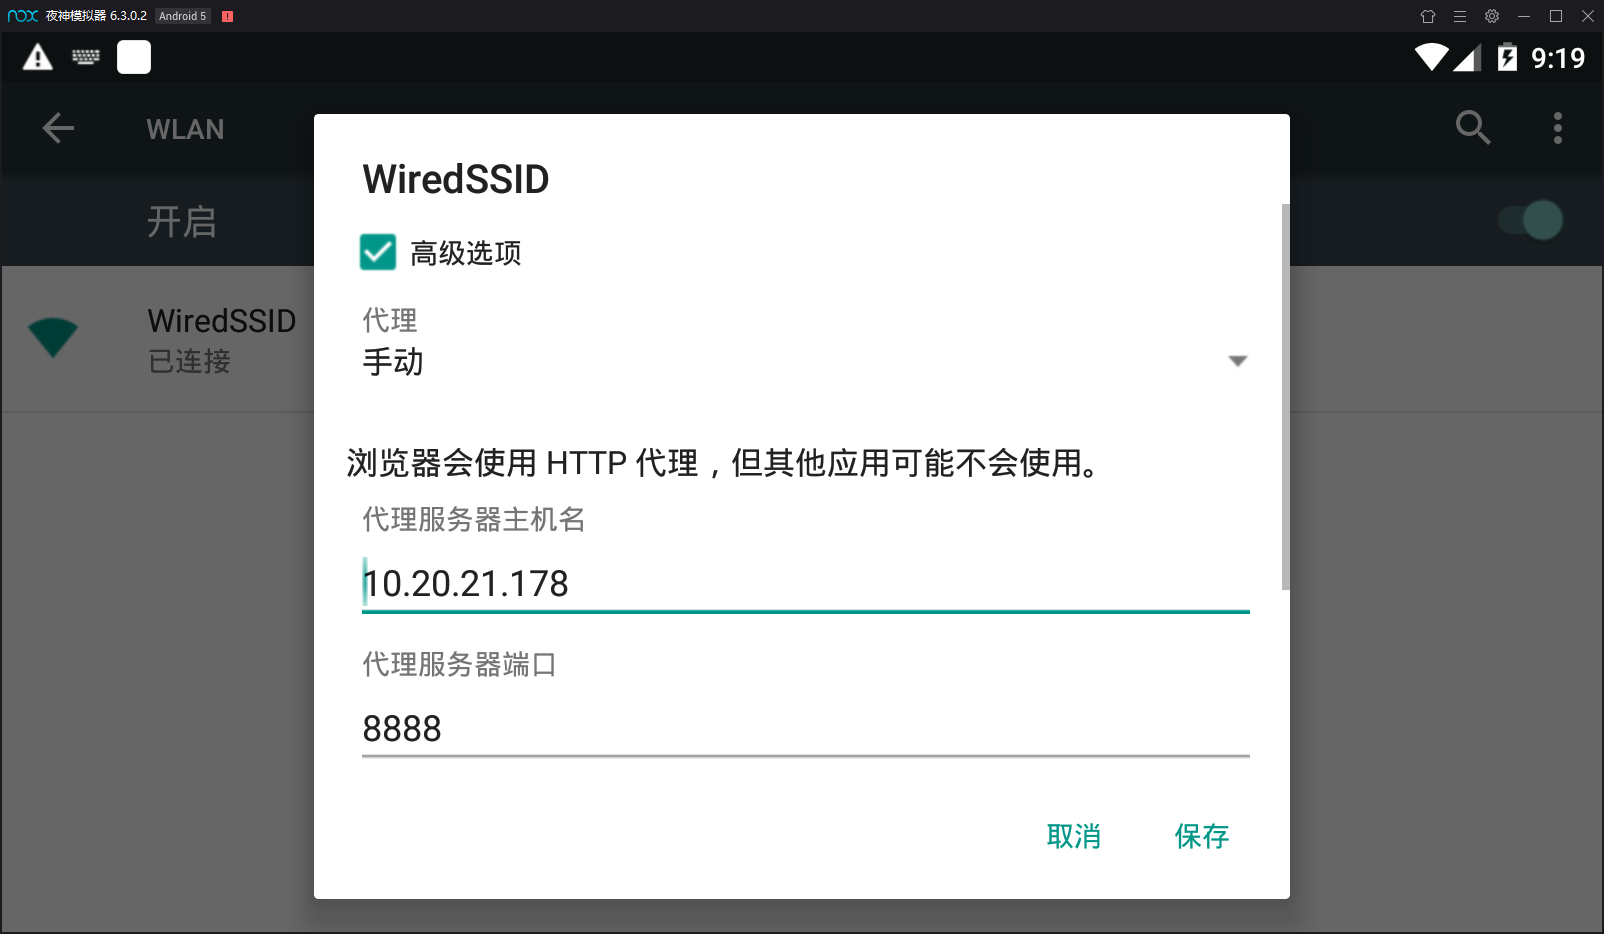 nox 夜神模拟器 6.3.0.2 Android 5
9:19
WLAN
开启
WiredSSID
已连接
WiredSSID
高级选项
代理
手动
浏览器会使用 HTTP 代理，但其他应用可能不会使用。
代理服务器主机名
10.20.21.178
代理服务器端口
8888
取消 保存